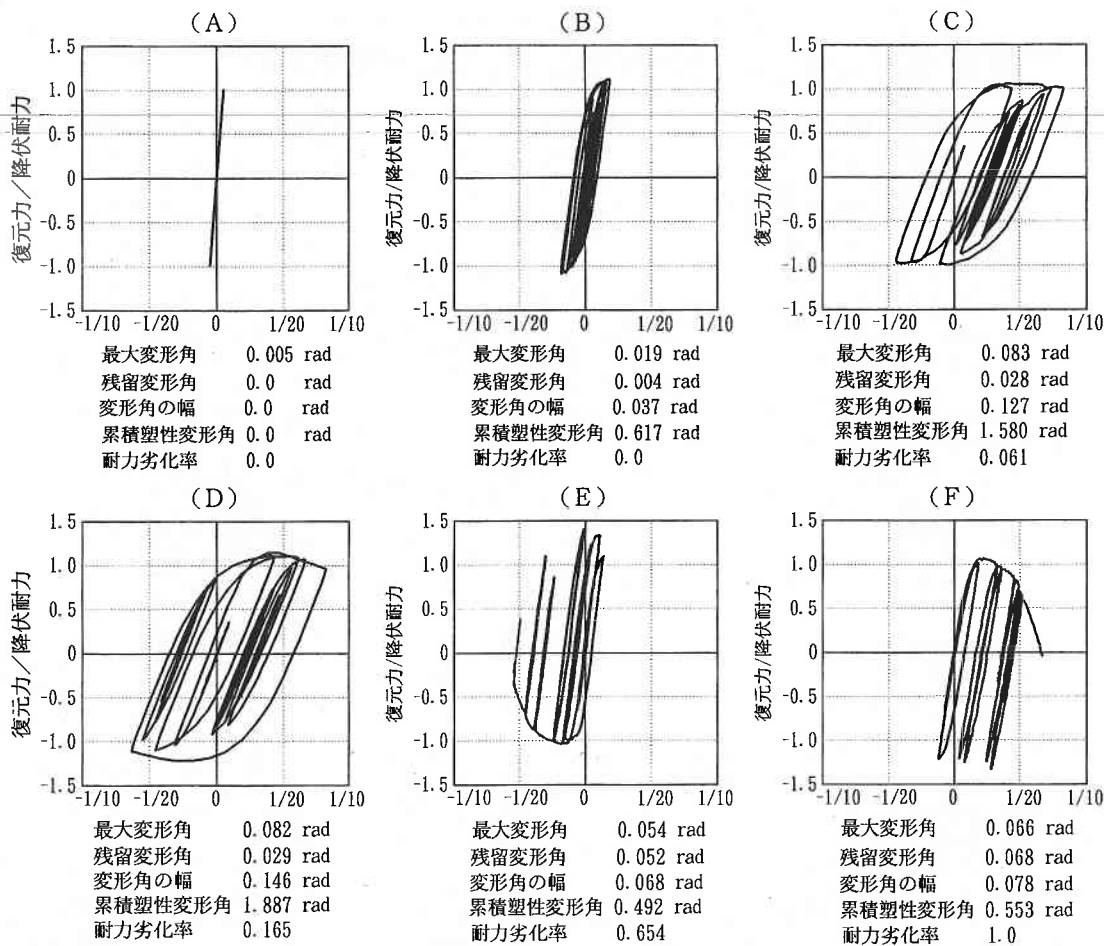 (A)
1.5
1.0
0.5
0
-0.5
-1.0
-1.5
復元力/降伏耐力
-1/10 -1/20 0 1/20 1/10
最大変形角 0.005 rad
残留変形角 0.0 rad
変形角の幅 0.0 rad
累積塑性変形角 0.0 rad
耐力劣化率 0.0
(B)
1.5
1.0
0.5
0
-0.5
-1.0
-1.5
復元力/降伏耐力
-1/10 -1/20 0 1/20 1/10
最大変形角 0.019 rad
残留変形角 0.004 rad
変形角の幅 0.037 rad
累積塑性変形角 0.617 rad
耐力劣化率 0.0
(C)
1.5
1.0
0.5
0
-0.5
-1.0
-1.5
復元力/降伏耐力
-1/10 -1/20 0 1/20 1/10
最大変形角 0.083 rad
残留変形角 0.028 rad
変形角の幅 0.127 rad
累積塑性変形角 1.580 rad
耐力劣化率 0.061
(D)
1.5
1.0
0.5
0
-0.5
-1.0
-1.5
復元力/降伏耐力
-1/10 -1/20 0 1/20 1/10
最大変形角 0.082 rad
残留変形角 0.029 rad
変形角の幅 0.146 rad
累積塑性変形角 1.887 rad
耐力劣化率 0.165
(E)
1.5
1.0
0.5
0
-0.5
-1.0
-1.5
復元力/降伏耐力
-1/10 -1/20 0 1/20 1/10
最大変形角 0.054 rad
残留変形角 0.052 rad
変形角の幅 0.068 rad
累積塑性変形角 0.492 rad
耐力劣化率 0.654
(F)
1.5
1.0
0.5
0
-0.5
-1.0
-1.5
復元力/降伏耐力
-1/10 -1/20 0 1/20 1/10
最大変形角 0.066 rad
残留変形角 0.068 rad
変形角の幅 0.078 rad
累積塑性変形角 0.553 rad
耐力劣化率 1.0